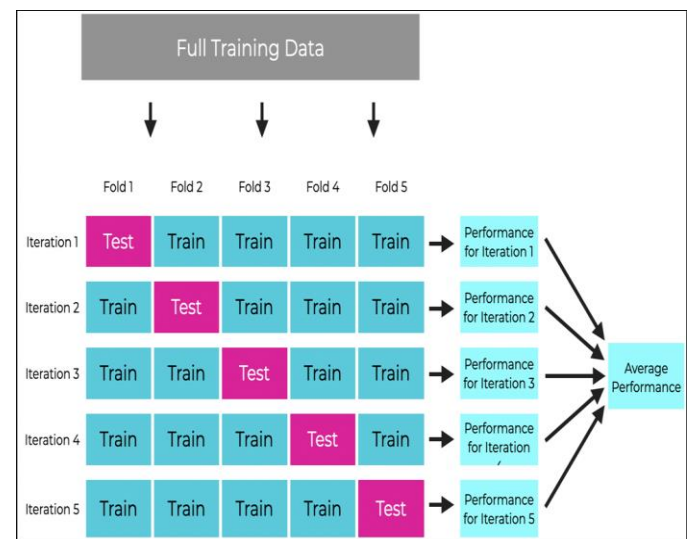 Full Training Data
Fold 1 Fold 2 Fold 3 Fold 4 Fold 5
Iteration 1 Test Train Train Train Train Performance for Iteration 1
Iteration 2 Train Test Train Train Train Performance for Iteration 2
Iteration 3 Train Train Test Train Train Performance for Iteration 3
Average Performance
Iteration 4 Train Train Train Test Train Performance for Iteration
Iteration 5 Train Train Train Train Test Performance for Iteration 5